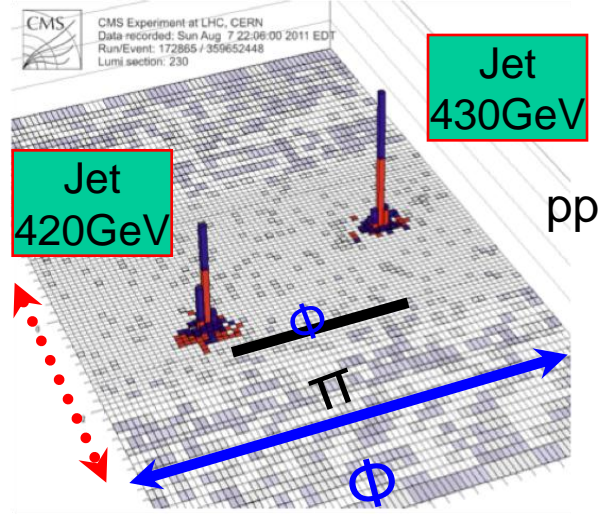 CMS
CMS Experiment at LHC, CERN
Data recorded: Sun Aug 7 22:06:00 2011 EDT
Run/Event: 172865 / 359652448
Lumi section: 230
Jet
430GeV
Jet
420GeV
pp
Φ
π
Φ